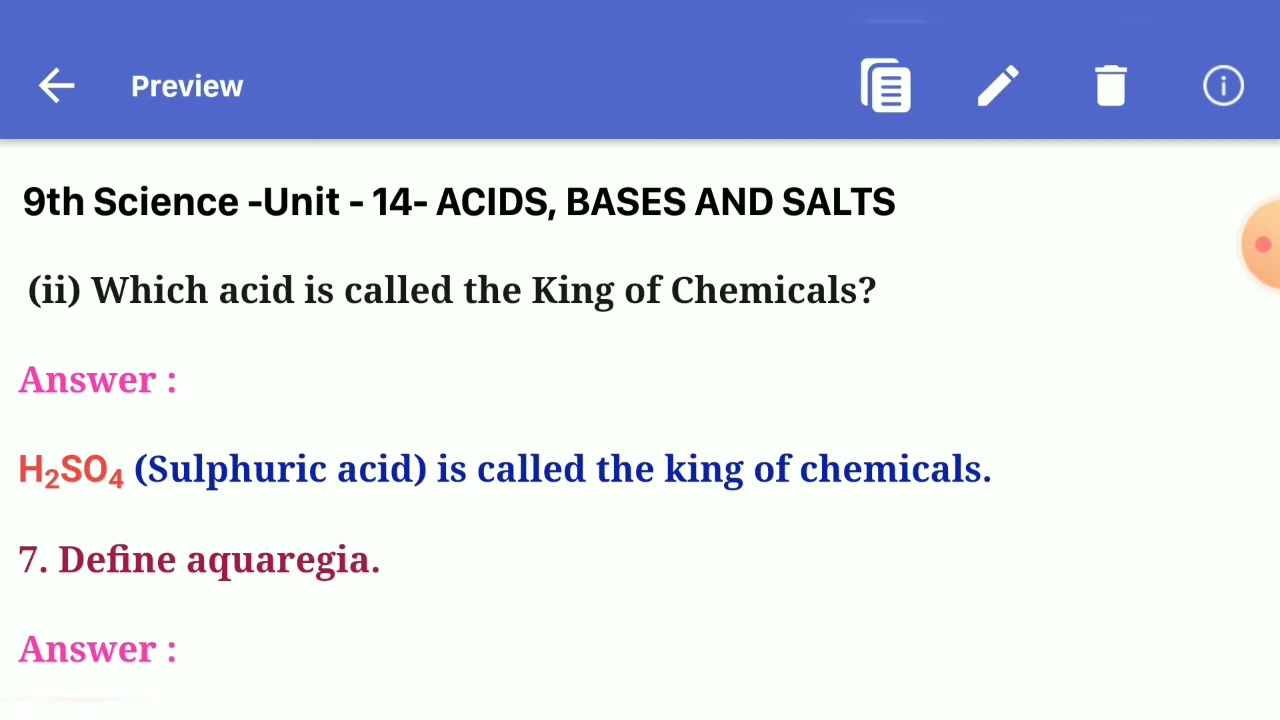 Preview
9th Science -Unit - 14- ACIDS, BASES AND SALTS
(ii) Which acid is called the King of Chemicals?
Answer :
H₂SO₄ (Sulphuric acid) is called the king of chemicals.
7. Define aquaregia.
Answer :